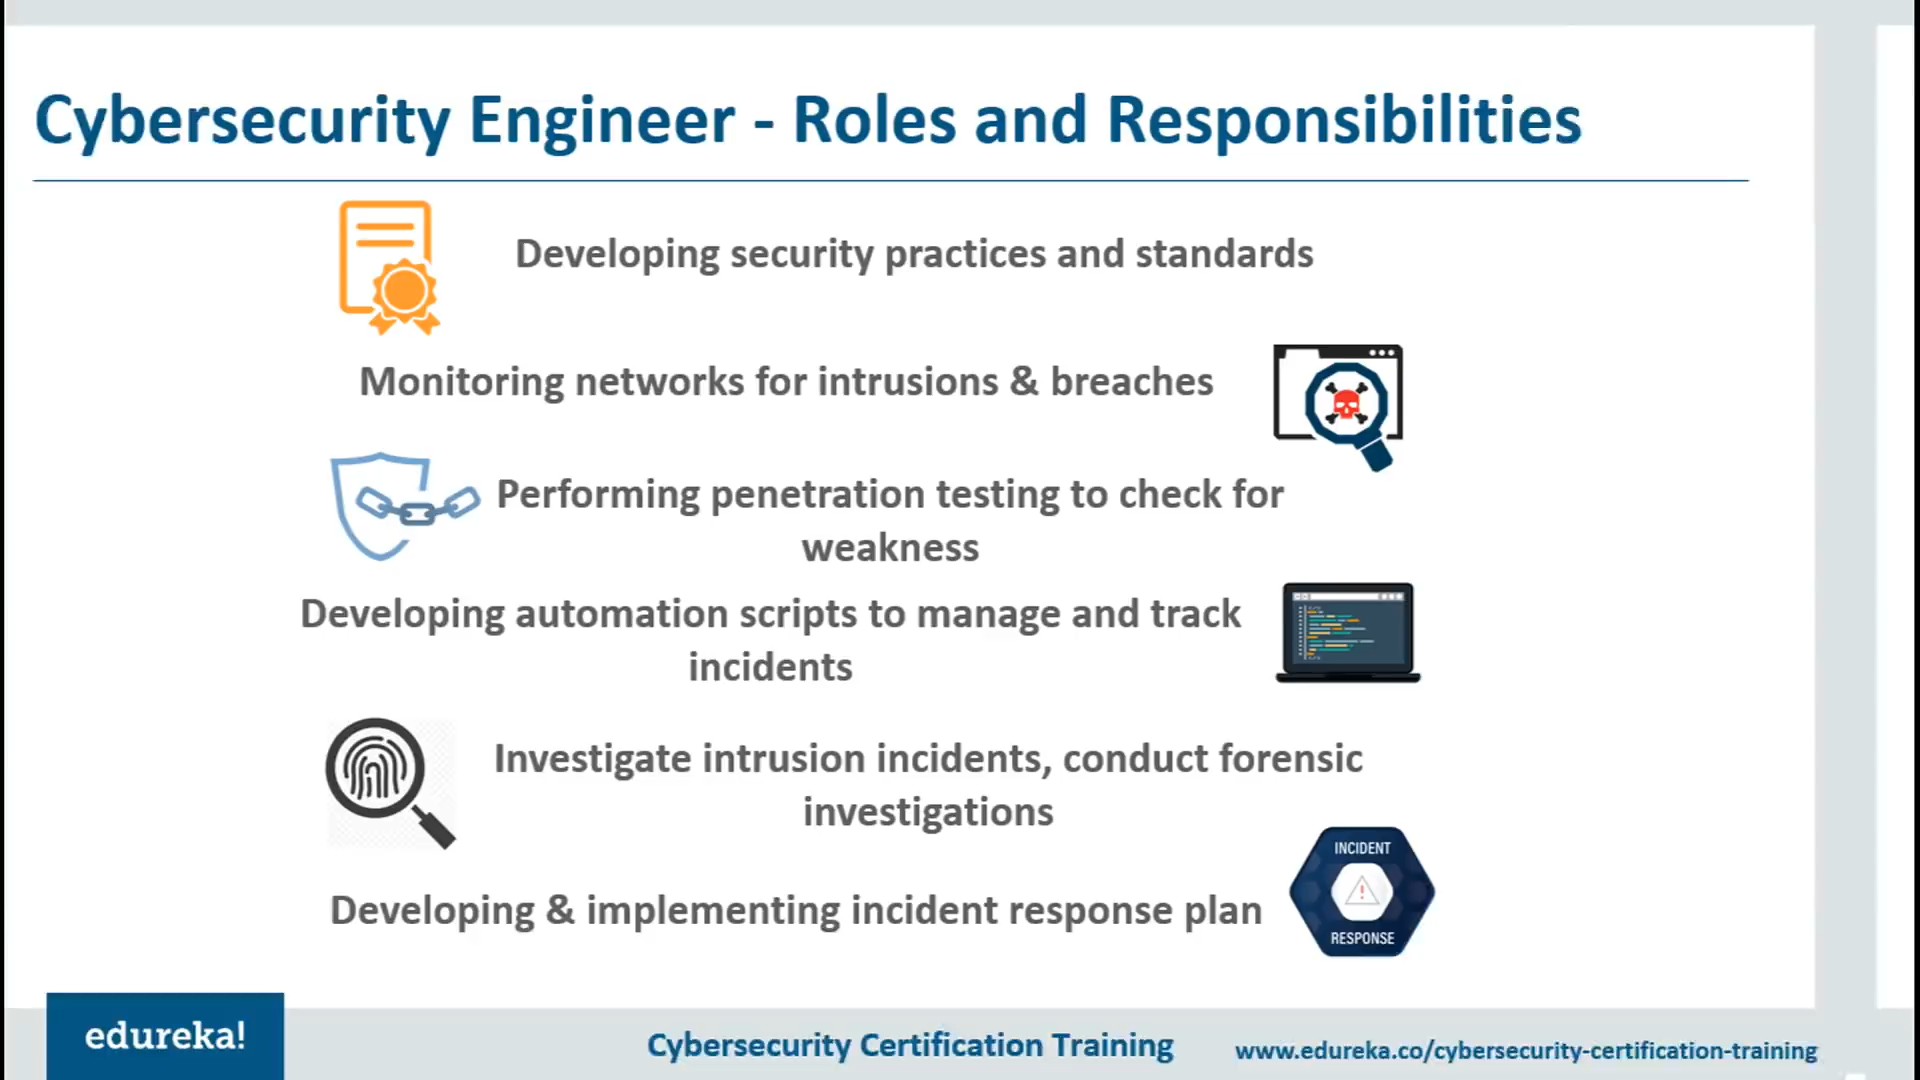 Cybersecurity Engineer - Roles and Responsibilities
Developing security practices and standards
Monitoring networks for intrusions & breaches
Performing penetration testing to check for
weakness
Developing automation scripts to manage and track
incidents
Investigate intrusion incidents, conduct forensic
investigations
INCIDENT
RESPONSE
Developing & implementing incident response plan
edureka!
Cybersecurity Certification Training
www.edureka.co/cybersecurity-certification-training